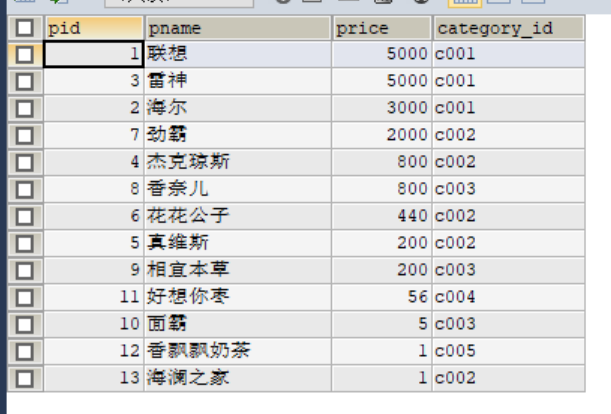 pid pname price category_id
1 联想 5000 c001
3 雷神 5000 c001
2 海尔 3000 c001
7 劲霸 2000 c002
4 杰克琼斯 800 c002
8 香奈儿 800 c003
6 花花公子 440 c002
5 真维斯 200 c002
9 相宜本草 200 c003
11 好想你枣 56 c004
10 面霸 5 c003
12 香飘飘奶茶 1 c005
13 海澜之家 1 c002